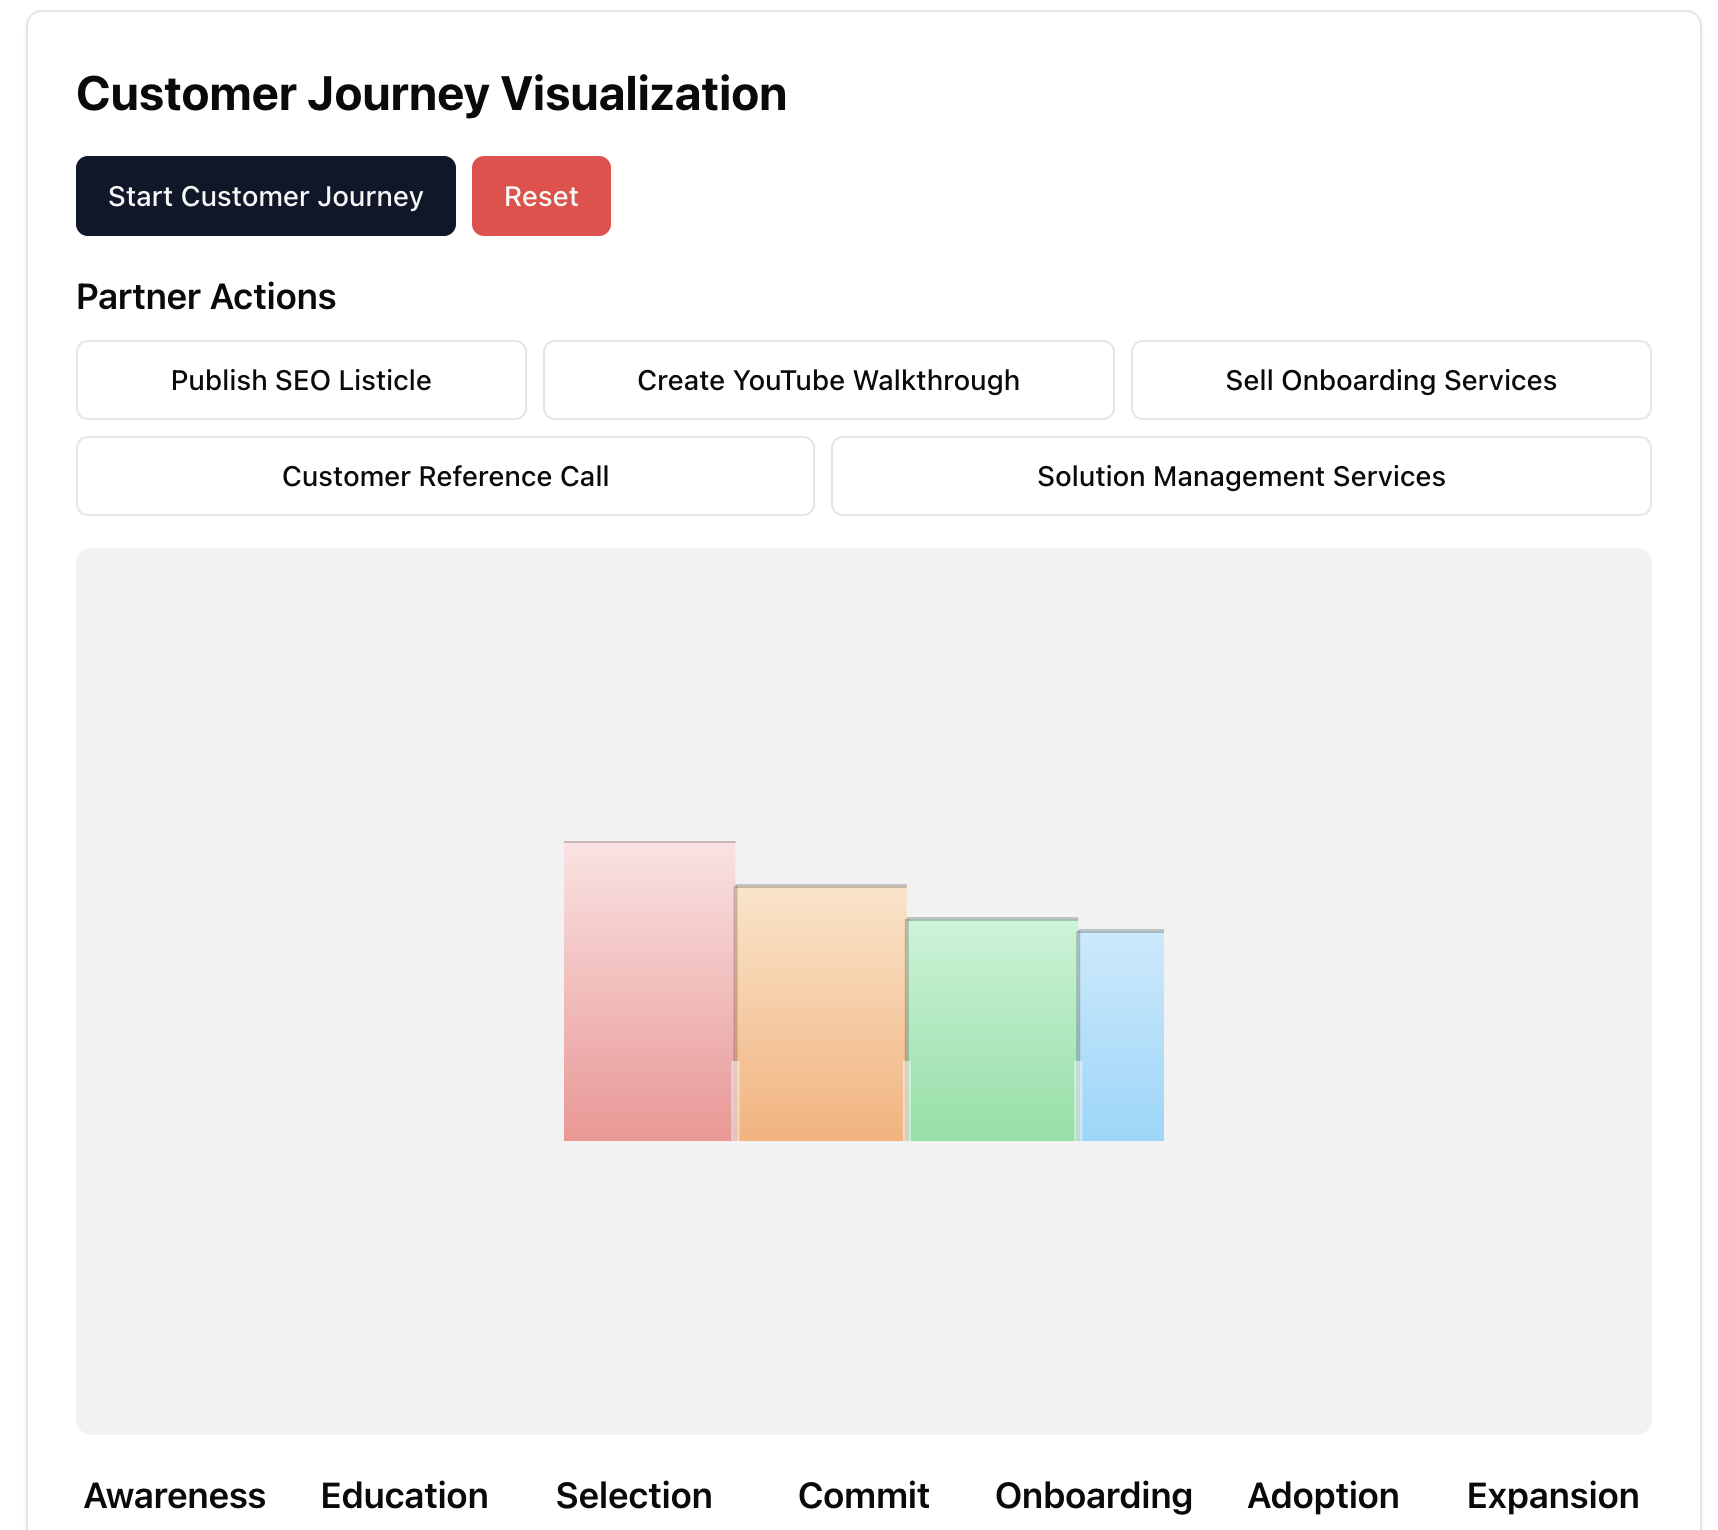 Customer Journey Visualization
Start Customer Journey
Reset
Partner Actions
Publish SEO Listicle
Create YouTube Walkthrough
Sell Onboarding Services
Customer Reference Call
Solution Management Services
Awareness
Education
Selection
Commit
Onboarding
Adoption
Expansion